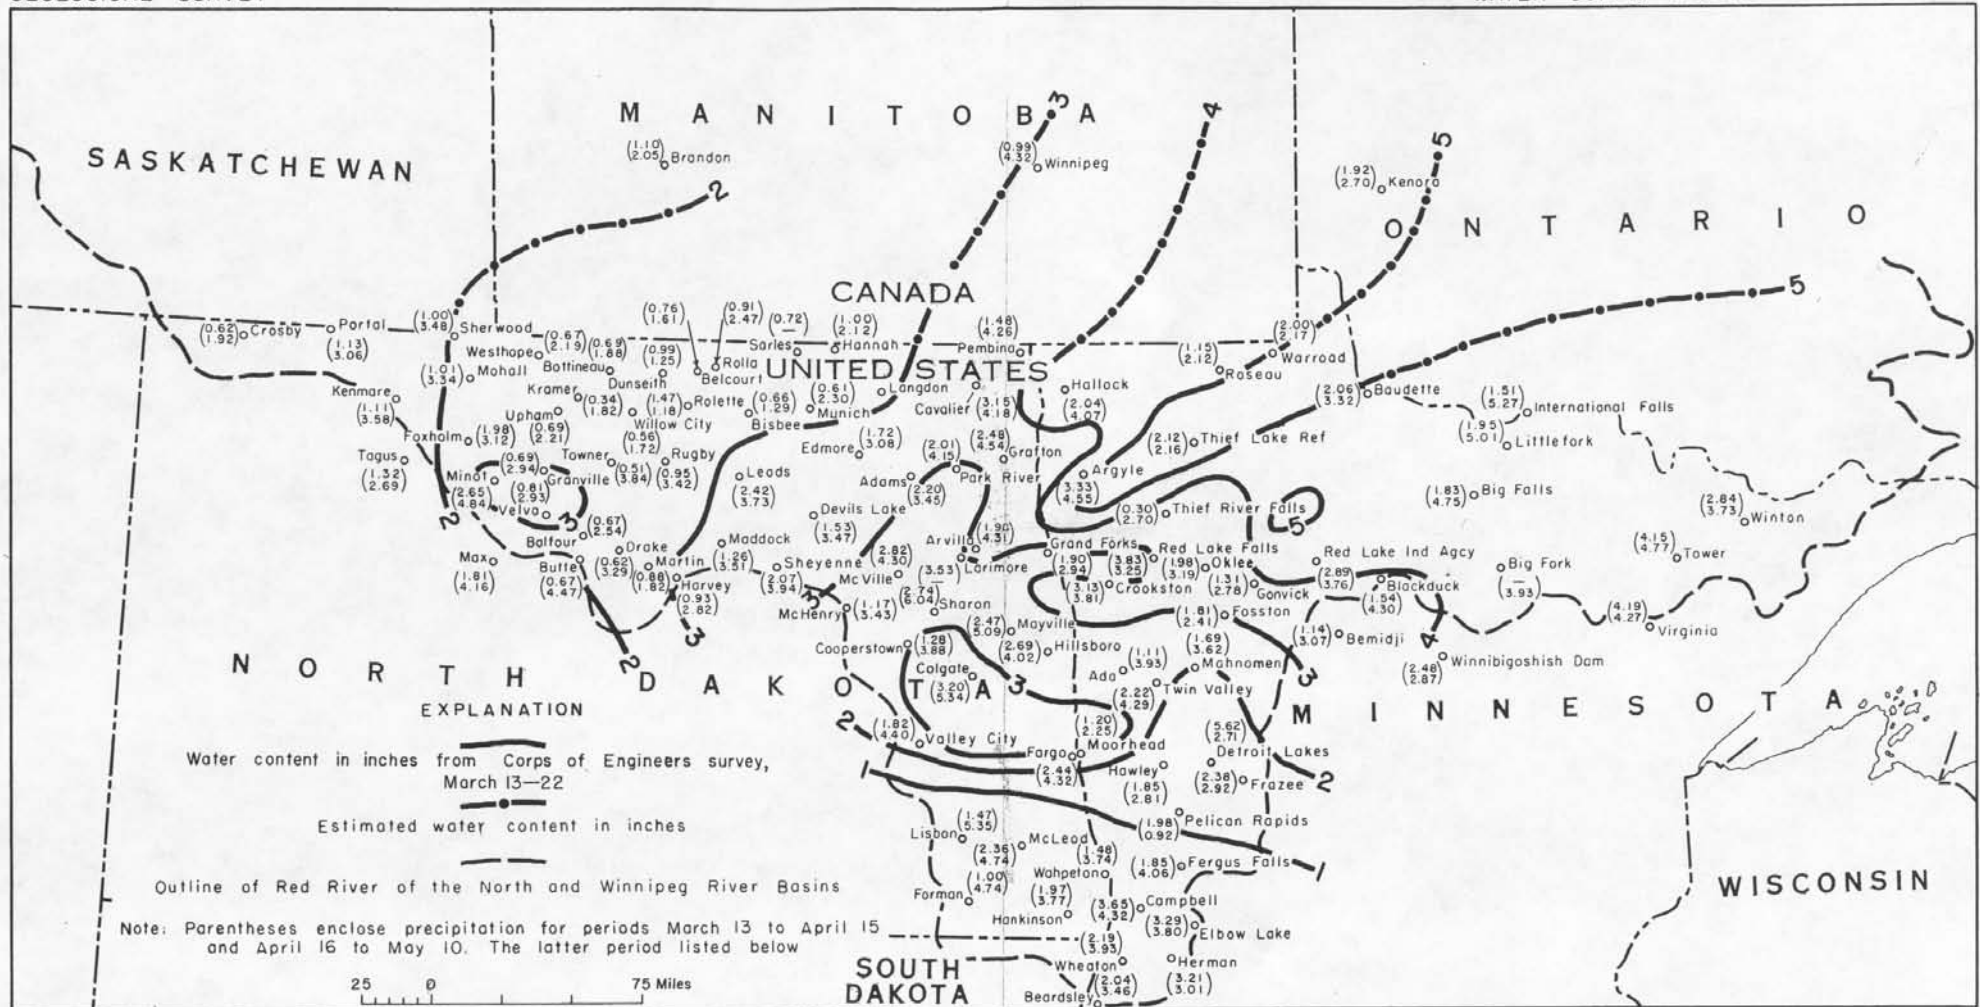 MANITOBA
SASKATCHEWAN
ONTARIO
3
4
5
2
5
(1.10
2.05) Brandon
(0.99
4.32) Winnipeg
(1.92
2.70) Kenora
CANADA
UNITED STATES
(0.62
1.92) Crosby
Portal
(1.13
3.06)
(1.00
3.48) Sherwood
Westhope (0.67
2.19)
(0.69
1.88)
Bottineau
(0.76
1.61)
(0.91
2.47)
(0.72
—)
(1.00
2.12)
Sarles
Hannah
(1.48
4.26)
Pembina
(1.15
2.12)
Roseau
(2.00
2.17)
Warroad
(1.01
3.34) Mohall
(0.99
1.25)
Dunseith
Rolla
Belcourt
Kenmare
(1.11
3.58)
Kramer
(0.34
1.82)
Willow City
(1.47
1.18) Rolette
(0.66
1.29)
Bisbee
(0.61
2.30)
Munich
Langdon
Cavalier (3.15
4.18)
Hallock
(2.04
4.07)
(2.06
3.32) Baudette
(1.51
5.27)
International Falls
(1.95
5.01) Littlefork
Upham
(0.69
2.21)
Foxholm (1.98
3.12)
Tagus
(1.32
2.69)
(0.56
1.72)
Towner
(0.51
3.84)
Rugby
(0.95
3.42)
Edmore
(1.72
3.08)
(2.48
4.54) Grafton
(2.01
4.15)
Park River
(2.12
2.16) Thief Lake Ref
Minot
(2.65
4.84)
(0.69
2.94) Granville
(0.81
2.93)
Velva
3
2
Leeds
(2.42
3.73)
Adams
(2.20
3.45)
Argyle
(3.33
4.55)
(0.30
2.70) Thief River Falls
5
(1.83
4.75) Big Falls
(2.84
3.73) Winton
Devils Lake
(1.53
3.47)
Balfour (0.67
2.54)
Max
(1.81
4.16)
Butte
(0.67
4.47)
Drake
(0.62
3.29)
Martin
(0.88
1.82)
Harvey
(0.93
2.82)
Maddock
(1.26
3.51)
Sheyenne
(2.07
3.94)
3
(2.82
4.30)
McVille
Arvilla (1.90
4.31)
Larimore
(3.53
—)
Grand Forks
(1.90
2.94)
(3.83
3.25)
Red Lake Falls
(1.98
3.19) Oklee
(3.13
3.81) Crookston
(1.31
2.78) Gonvick
Red Lake Ind Agcy
(2.89
3.76)
Blackduck
(1.54
4.30)
Big Fork
(—
3.93)
(4.15
4.77) Tower
(4.19
4.27) Virginia
McHenry
(1.17
3.43)
(2.74
6.04)
Sharon
(2.47
5.09) Mayville
(1.81
2.41) Fosston
(1.14
3.07) Bemidji
4
Winnibigoshish Dam
(2.48
2.87)
Cooperstown (1.28
3.88)
(2.69
4.02) Hillsboro
(1.69
3.62)
Mahnomen
3
3
2
NORTH DAKOTA
Colgate
(3.20
5.34)
3
Ada (1.11
3.93)
Twin Valley
(2.22
4.29)
MINNESOTA
EXPLANATION
2
(1.82
4.40) Valley City
(1.20
2.25)
Moorhead
Fargo
(2.44
4.32)
(5.62
2.71)
Detroit Lakes
Hawley
(1.85
2.81)
(2.38
2.92) Frazee
2
Water content in inches from Corps of Engineers survey,
March 13—22
1
Estimated water content in inches
(1.98
0.92) Pelican Rapids
Lisbon (1.47
5.35)
(2.36
4.74) McLeod
(1.48
3.74)
Wahpeton
(1.85
4.06) Fergus Falls
1
Outline of Red River of the North and Winnipeg River Basins
Forman (1.00
4.74)
(1.97
3.77)
Hankinson
(3.65
4.32) Campbell
(3.29
3.80) Elbow Lake
WISCONSIN
Note: Parentheses enclose precipitation for periods March 13 to April 15
and April 16 to May 10. The latter period listed below
(2.19
3.93)
Wheaton
Herman
(3.21
3.01)
(2.04
3.46)
Beardsley
SOUTH
DAKOTA
25 0 75 Miles